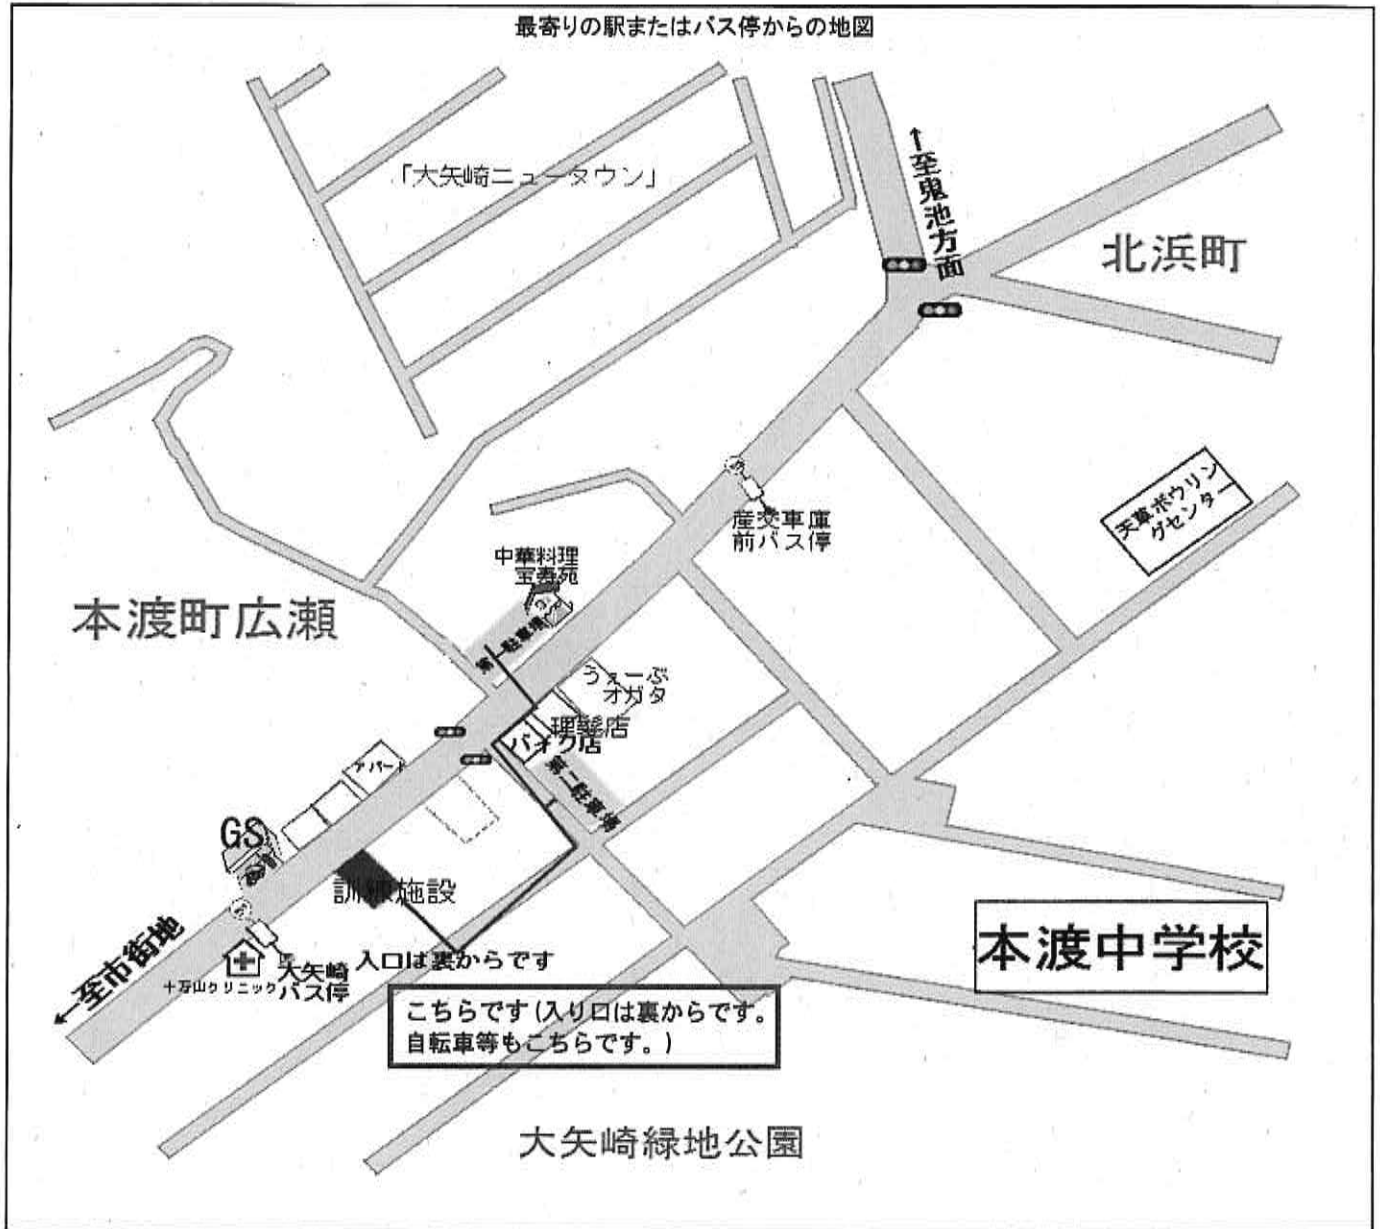 最寄りの駅またはバス停からの地図
「大矢崎ニュータウン」
↑至鬼池方面
北浜町
天草ボウリン
グセンター
産交車庫
前バス停
中華料理
宝寿苑
本渡町広瀬
第一駐車場
うぇーぶ
オガタ
理髪店
バイク店
第二駐車場
アパート
GS
訓練施設
←至市街地
大矢崎
バス停
十万山クリニック
入口は裏からです
こちらです(入り口は裏からです。
自転車等もこちらです。)
本渡中学校
大矢崎緑地公園